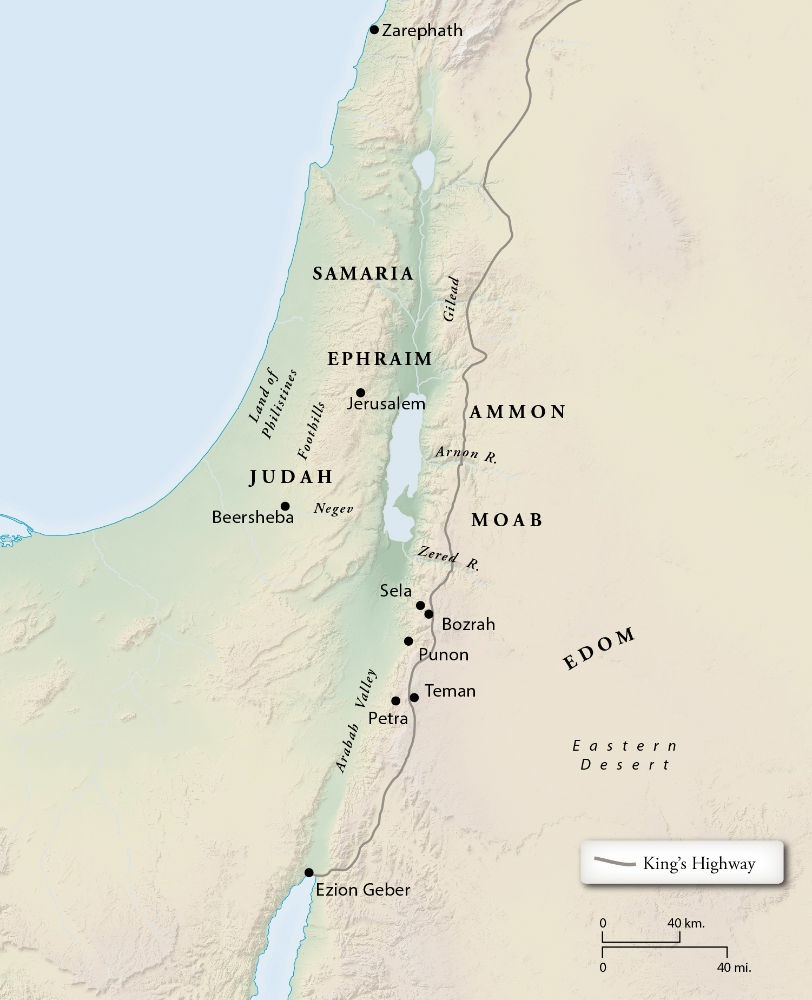 Zarephath
SAMARIA
Gilead
EPHRAIM
Land of
Philistines
Jerusalem
Foothills
AMMON
Arnon R.
JUDAH
Beersheba
Negev
MOAB
Zered R.
Sela
Bozrah
EDOM
Punon
Arabah Valley
Teman
Petra
Eastern
Desert
King's Highway
Ezion Geber
0 40 km.
0 40 mi.